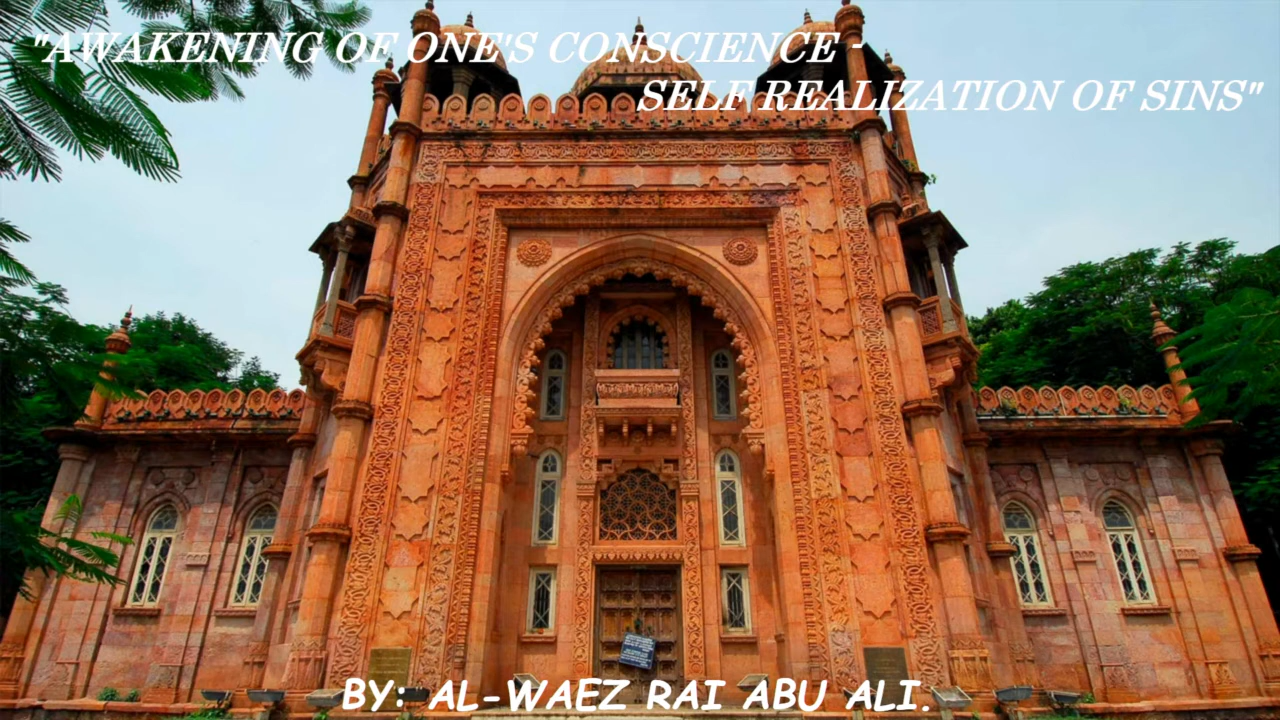 "AWAKENING OF ONE'S CONSCIENCE -
SELF REALIZATION OF SINS"
BY: AL-WAEZ RAI ABU ALI.